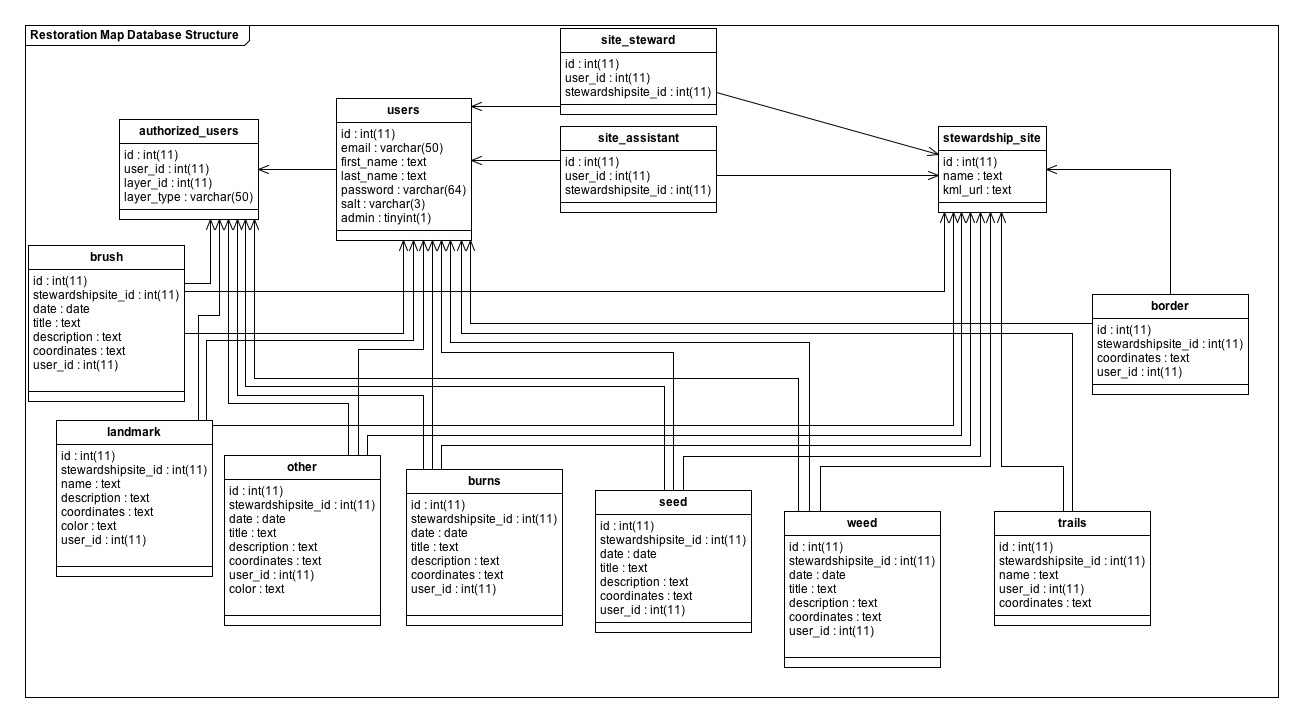 Restoration Map Database Structure
site_steward
id : int(11)
user_id : int(11)
stewardshipsite_id : int(11)
users
id : int(11)
email : varchar(50)
first_name : text
last_name : text
password : varchar(64)
salt : varchar(3)
admin : tinyint(1)
authorized_users
id : int(11)
user_id : int(11)
layer_id : int(11)
layer_type : varchar(50)
site_assistant
id : int(11)
user_id : int(11)
stewardshipsite_id : int(11)
stewardship_site
id : int(11)
name : text
kml_url : text
brush
id : int(11)
stewardshipsite_id : int(11)
date : date
title : text
description : text
coordinates : text
user_id : int(11)
border
id : int(11)
stewardshipsite_id : int(11)
coordinates : text
user_id : int(11)
landmark
id : int(11)
stewardshipsite_id : int(11)
name : text
description : text
coordinates : text
color : text
user_id : int(11)
other
id : int(11)
stewardshipsite_id : int(11)
date : date
title : text
description : text
coordinates : text
user_id : int(11)
color : text
burns
id : int(11)
stewardshipsite_id : int(11)
date : date
title : text
description : text
coordinates : text
user_id : int(11)
seed
id : int(11)
stewardshipsite_id : int(11)
date : date
title : text
description : text
coordinates : text
user_id : int(11)
weed
id : int(11)
stewardshipsite_id : int(11)
date : date
title : text
description : text
coordinates : text
user_id : int(11)
trails
id : int(11)
stewardshipsite_id : int(11)
name : text
user_id : int(11)
coordinates : text